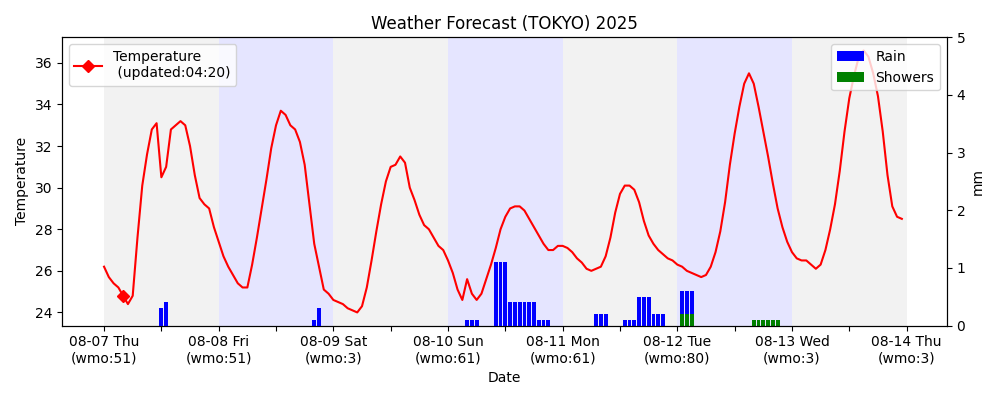 Weather Forecast (TOKYO) 2025
Temperature
(updated:04:20)
Rain
Showers
36
34
32
30
28
26
24
Temperature
5
4
3
2
1
0
mm
08-07 Thu
(wmo:51)
08-08 Fri
(wmo:51)
08-09 Sat
(wmo:3)
08-10 Sun
(wmo:61)
08-11 Mon
(wmo:61)
08-12 Tue
(wmo:80)
08-13 Wed
(wmo:3)
08-14 Thu
(wmo:3)
Date